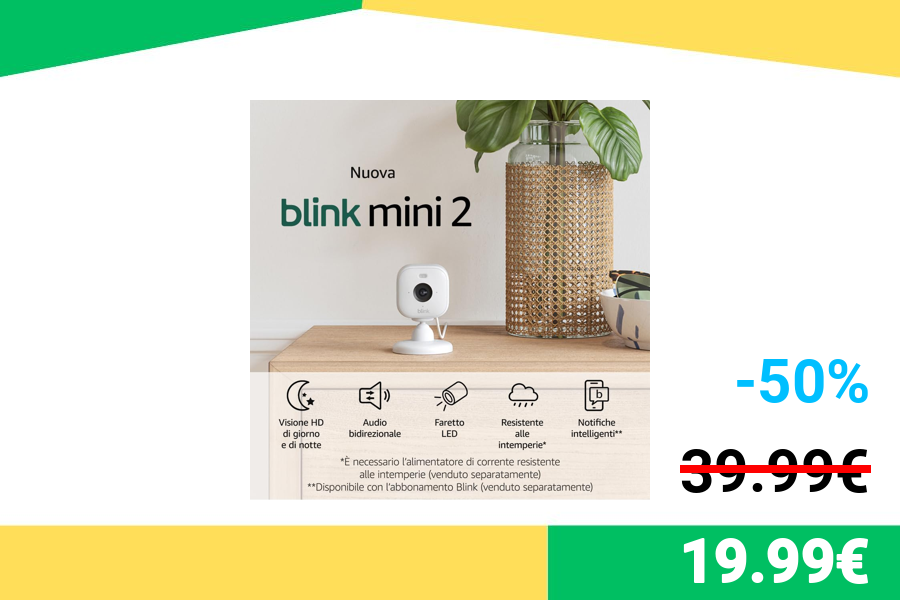 Nuova
blink mini 2
blink
Visione HD
di giorno
e di notte
Audio
bidirezionale
Faretto
LED
Resistente
alle
intemperie*
b
Notifiche
intelligenti**
*È necessario l'alimentatore di corrente resistente
alle intemperie (venduto separatamente)
**Disponibile con l'abbonamento Blink (venduto separatamente)
-50%
39.99€
19.99€